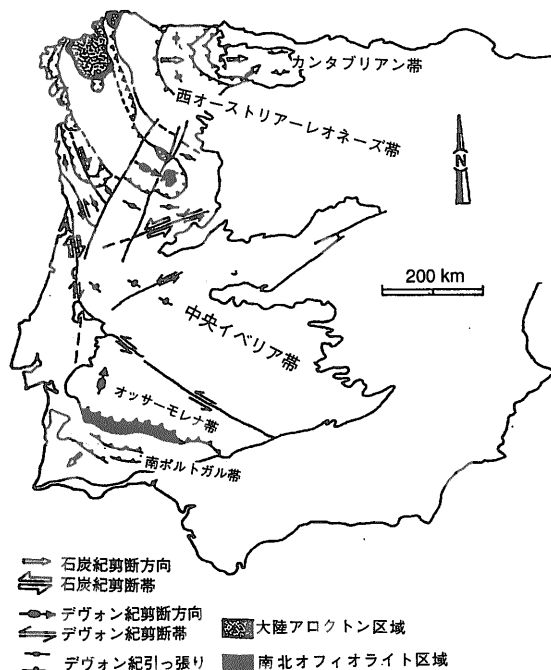 カンタブリアン帯
西オーストリアーレオネーズ帯
N
200 km
中央イベリア帯
オッサーモレナ帯
南ポルトガル帯
石炭紀剪断方向
石炭紀剪断帯
デヴォン紀剪断方向
デヴォン紀剪断帯
大陸アロクトン区域
デヴォン紀引っ張り
南北オフィオライト区域